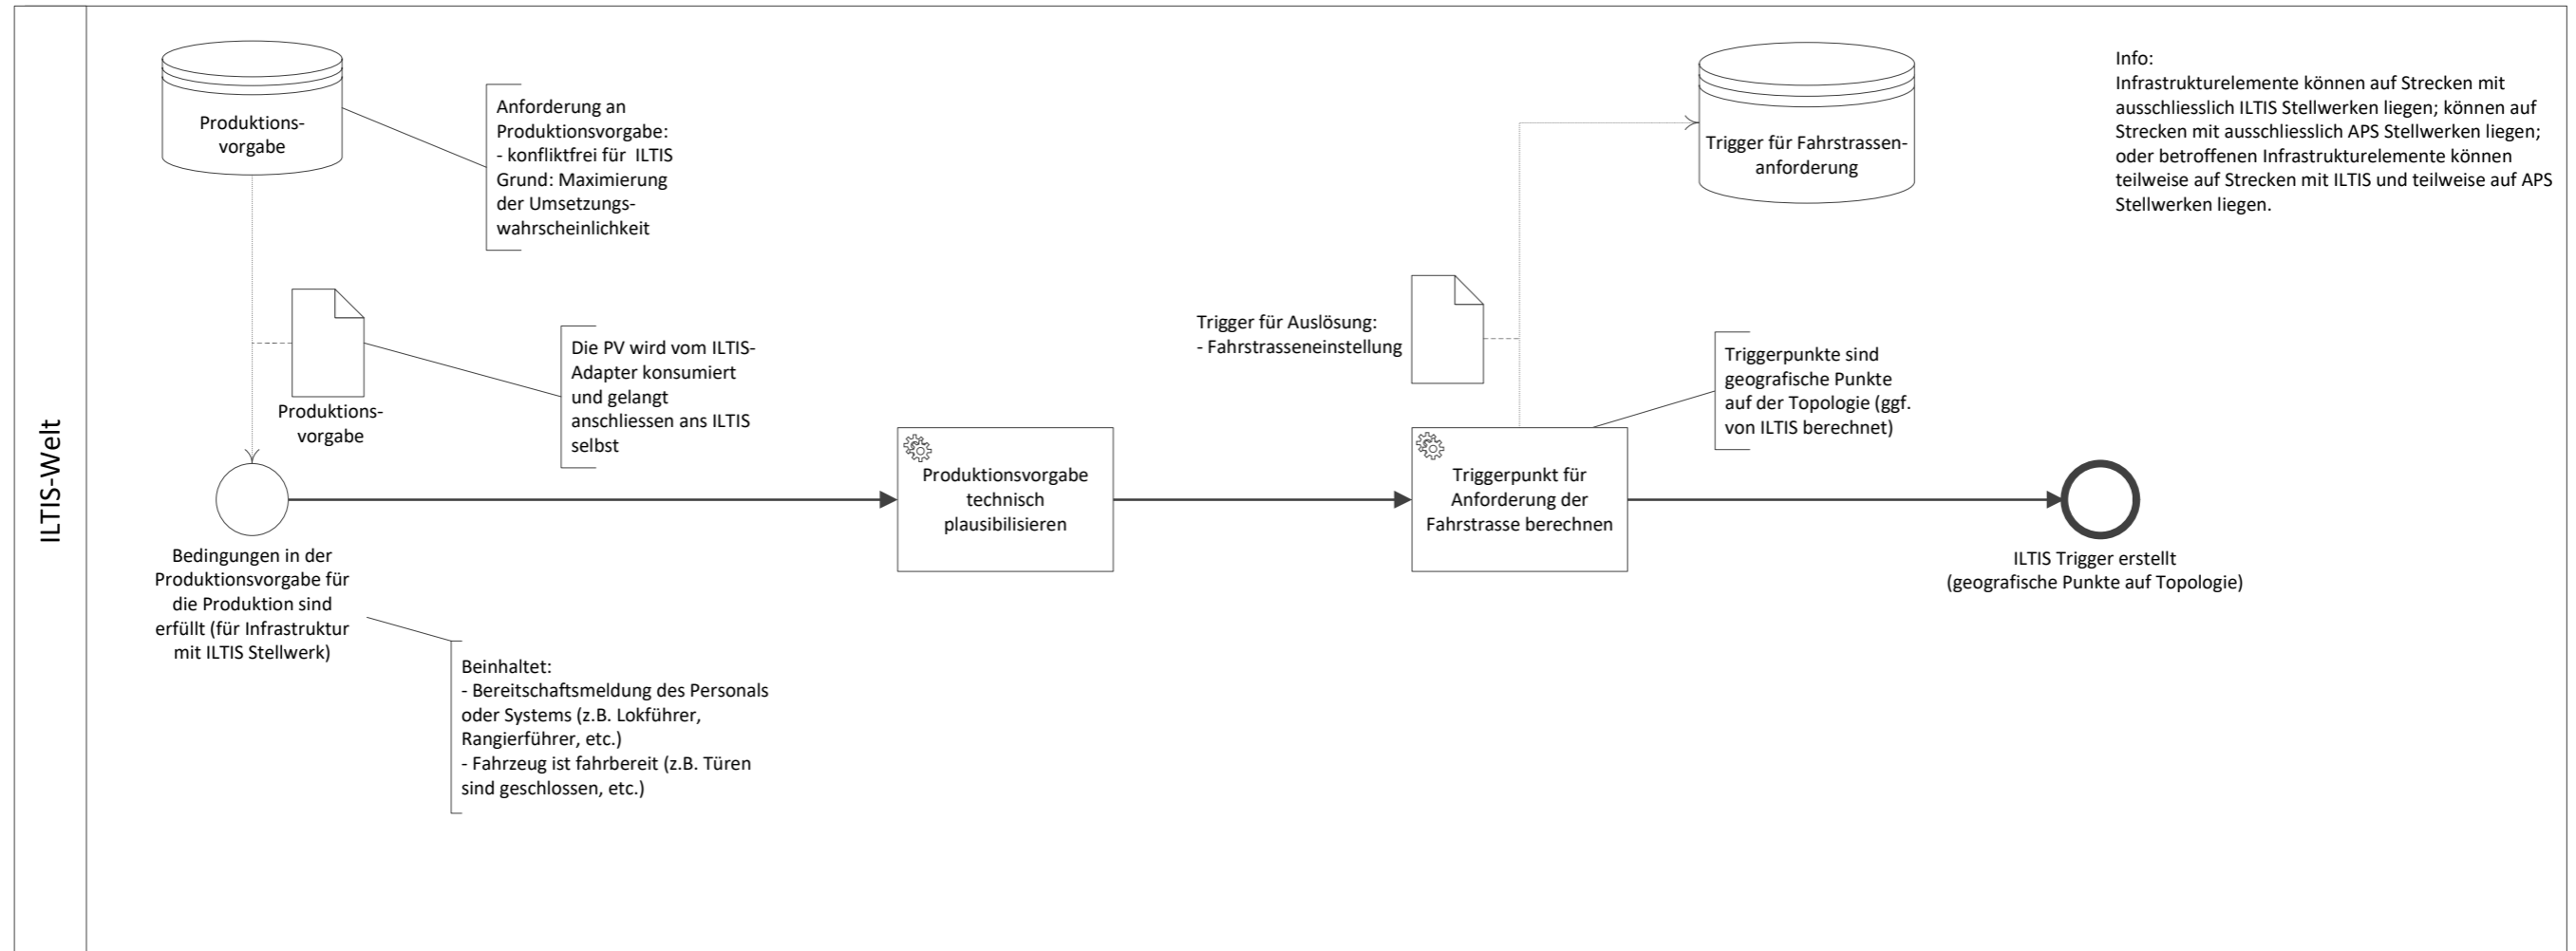 ILTIS-Welt
Produktions-
vorgabe
Anforderung an
Produktionsvorgabe:
- konfliktfrei für  ILTIS
Grund: Maximierung
der Umsetzungs-
wahrscheinlichkeit
Trigger für Fahrstrassen-
anforderung
Info:
Infrastrukturelemente können auf Strecken mit
ausschliesslich ILTIS Stellwerken liegen; können auf
Strecken mit ausschliesslich APS Stellwerken liegen;
oder betroffenen Infrastrukturelemente können
teilweise auf Strecken mit ILTIS und teilweise auf APS
Stellwerken liegen.
Produktions-
vorgabe
Die PV wird vom ILTIS-
Adapter konsumiert
und gelangt
anschliessen ans ILTIS
selbst
Trigger für Auslösung:
- Fahrstrasseneinstellung
Triggerpunkte sind
geografische Punkte
auf der Topologie (ggf.
von ILTIS berechnet)
Bedingungen in der
Produktionsvorgabe für
die Produktion sind
erfüllt (für Infrastruktur
mit ILTIS Stellwerk)
Produktionsvorgabe
technisch
plausibilisieren
Triggerpunkt für
Anforderung der
Fahrstrasse berechnen
ILTIS Trigger erstellt
(geografische Punkte auf Topologie)
Beinhaltet:
- Bereitschaftsmeldung des Personals
oder Systems (z.B. Lokführer,
Rangierführer, etc.)
- Fahrzeug ist fahrbereit (z.B. Türen
sind geschlossen, etc.)